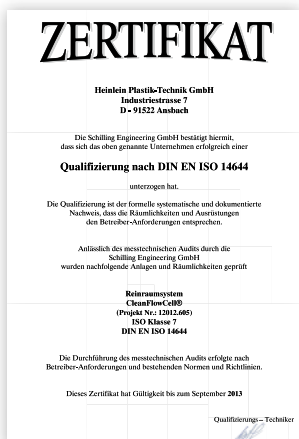 ZERTIFIKAT
Heinlein Plastik-Technik GmbH
Industriestrasse 7
D - 91522 Ansbach
Die Schilling Engineering GmbH bestätigt hiermit,
dass sich das oben genannte Unternehmen erfolgreich einer
Qualifizierung nach DIN EN ISO 14644
unterzogen hat.
Die Qualifizierung ist der formelle systematische und dokumentierte
Nachweis, dass die Räumlichkeiten und Ausrüstungen
den Betreiber-Anforderungen entsprechen.
Anlässlich des messtechnischen Audits durch die
Schilling Engineering GmbH
wurden nachfolgende Anlagen und Räumlichkeiten geprüft
Reinraumsystem
CleanFlowCell®
(Projekt Nr.: 12012.605)
ISO Klasse 7
DIN EN ISO 14644
Die Durchführung des messtechnischen Audits erfolgte nach
Betreiber-Anforderungen und bestehenden Normen und Richtlinien.
Dieses Zertifikat hat Gültigkeit bis zum September 2013
Qualifizierungs – Techniker